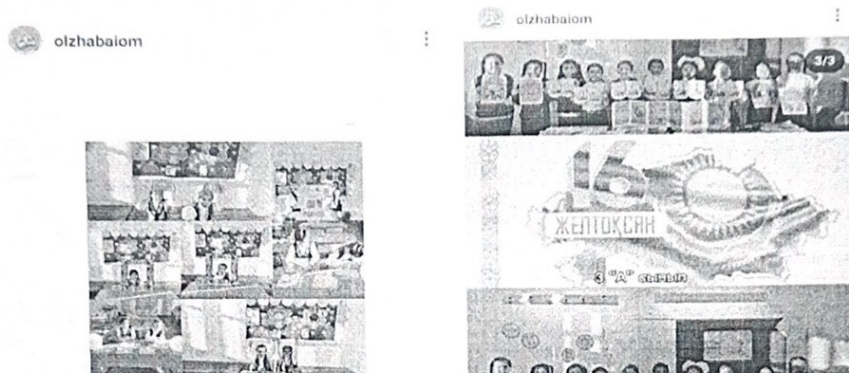 olzhabaiom
olzhabaiom
3/3
16
ЖЕЛТОҚСАН
3 "А" сынып